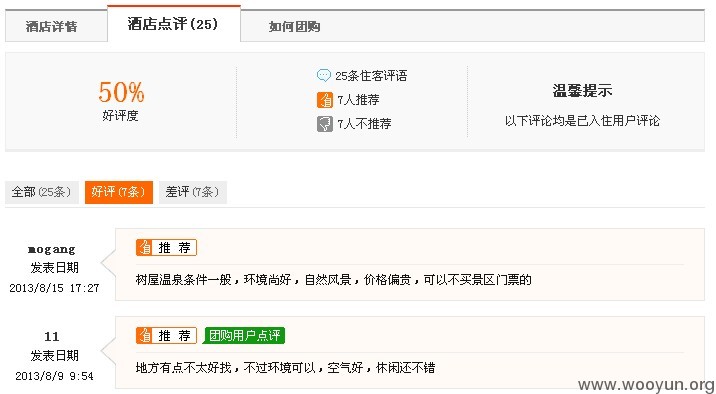 酒店详情 酒店点评(25) 如何团购
50%
好评度
25条住客评语
7人推荐
7人不推荐
温馨提示
以下评论均是已入住用户评论
全部(25条) 好评(7条) 差评(7条)
mogang
发表日期
2013/8/15 17:27
推 荐
树屋温泉条件一般，环境尚好，自然风景，价格偏贵，可以不买景区门票的
11
发表日期
2013/8/9 9:54
推 荐 团购用户点评
地方有点不太好找，不过环境可以，空气好，休闲还不错
www.wooyun.org